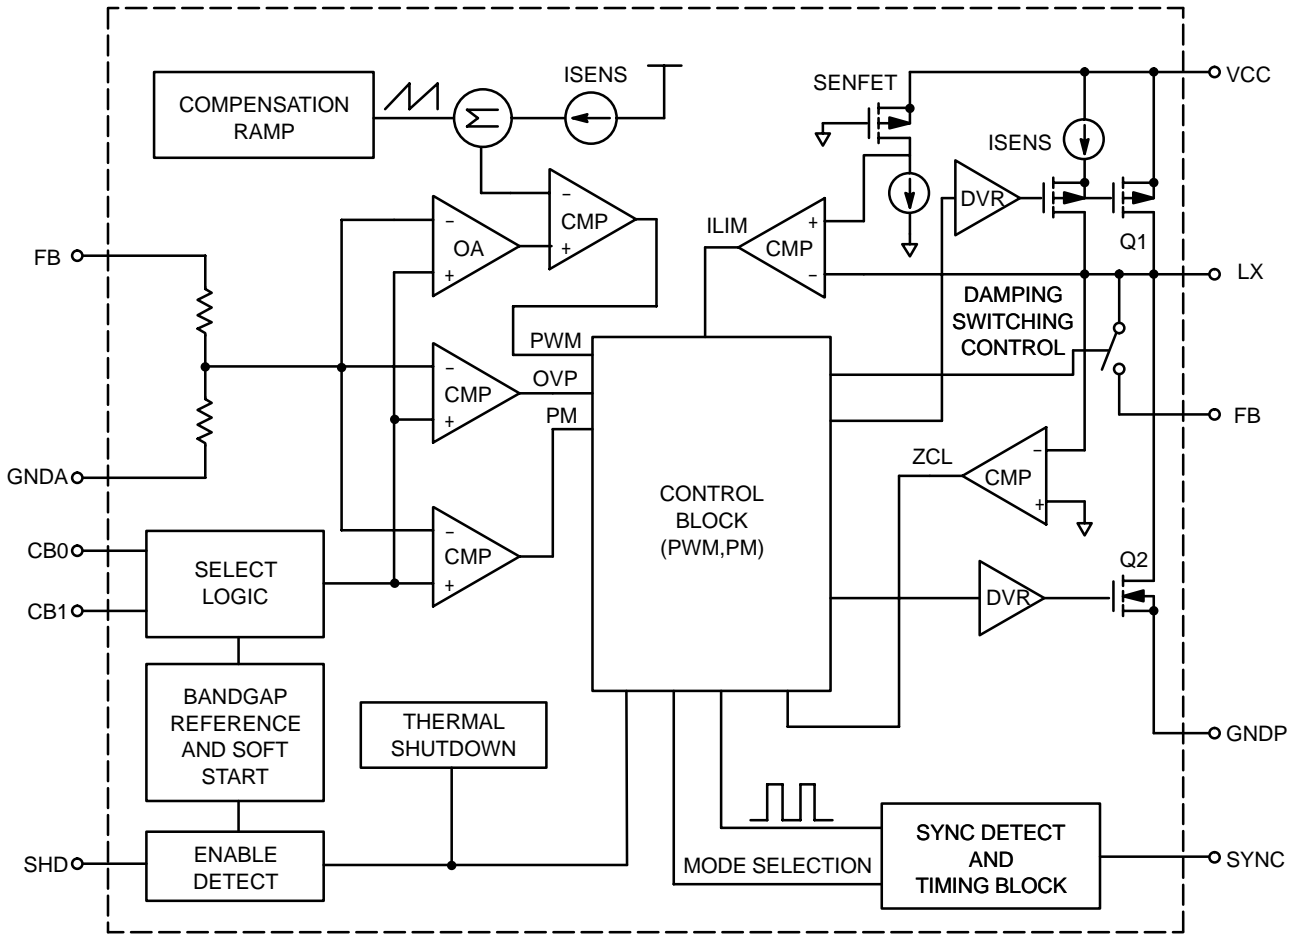 COMPENSATION
RAMP
Σ
ISENS
SENFET
VCC
ISENS
DVR
Q1
−
CMP
+
−
OA
+
ILIM
+
CMP
−
FB
LX
DAMPING
SWITCHING
CONTROL
PWM
OVP
PM
−
CMP
+
FB
GNDA
ZCL
−
CMP
+
CONTROL
BLOCK
(PWM,PM)
CB0
CB1
SELECT
LOGIC
−
CMP
+
Q2
DVR
BANDGAP
REFERENCE
AND SOFT
START
THERMAL
SHUTDOWN
GNDP
SHD
ENABLE
DETECT
MODE SELECTION
SYNC DETECT
AND
TIMING BLOCK
SYNC